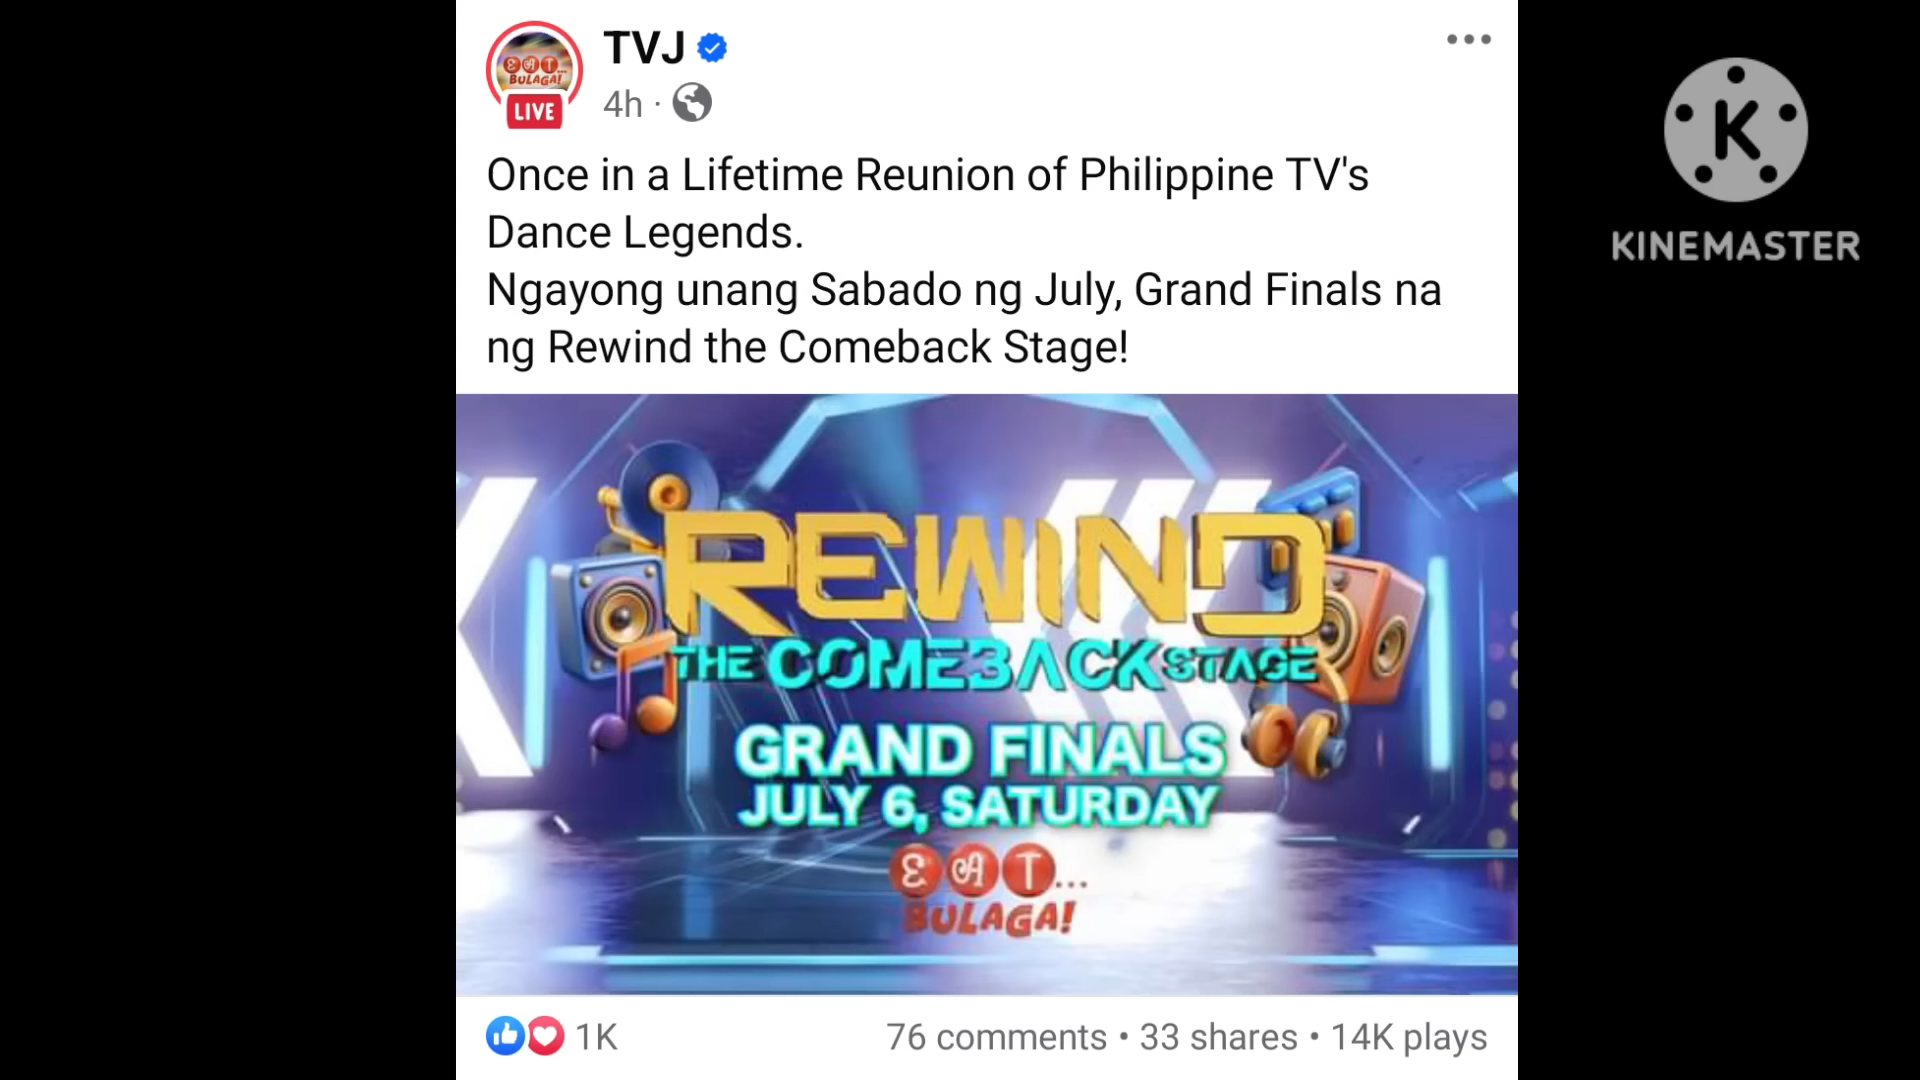 TVJ
EAT...
BULAGA!
LIVE
4h ·
Once in a Lifetime Reunion of Philippine TV's
Dance Legends.
Ngayong unang Sabado ng July, Grand Finals na
ng Rewind the Comeback Stage!
REWIND
THE COMEBACK STAGE
GRAND FINALS
JULY 6, SATURDAY
EAT...
BULAGA!
1K
76 comments • 33 shares • 14K plays
K
KINEMASTER